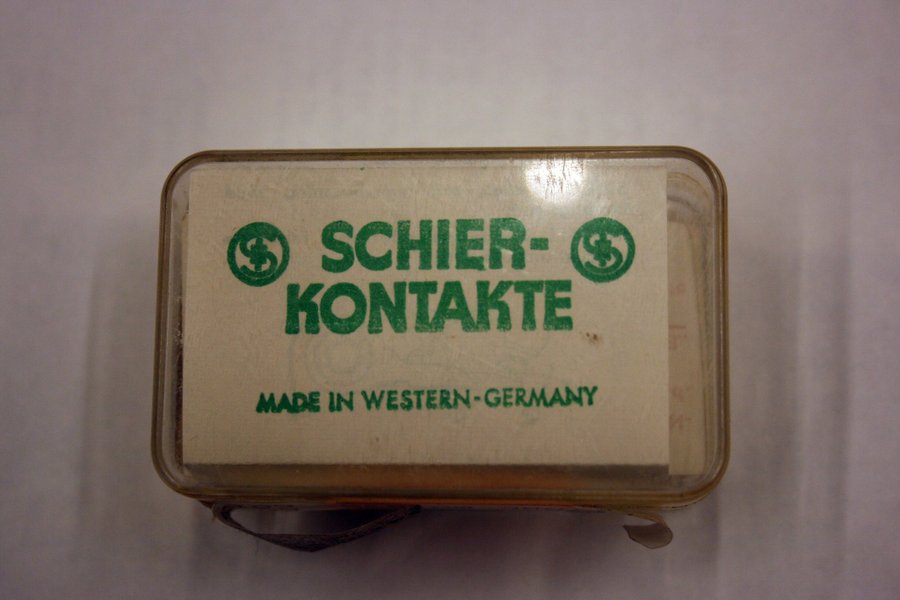 SCHIER-
KONTAKTE
MADE IN WESTERN-GERMANY